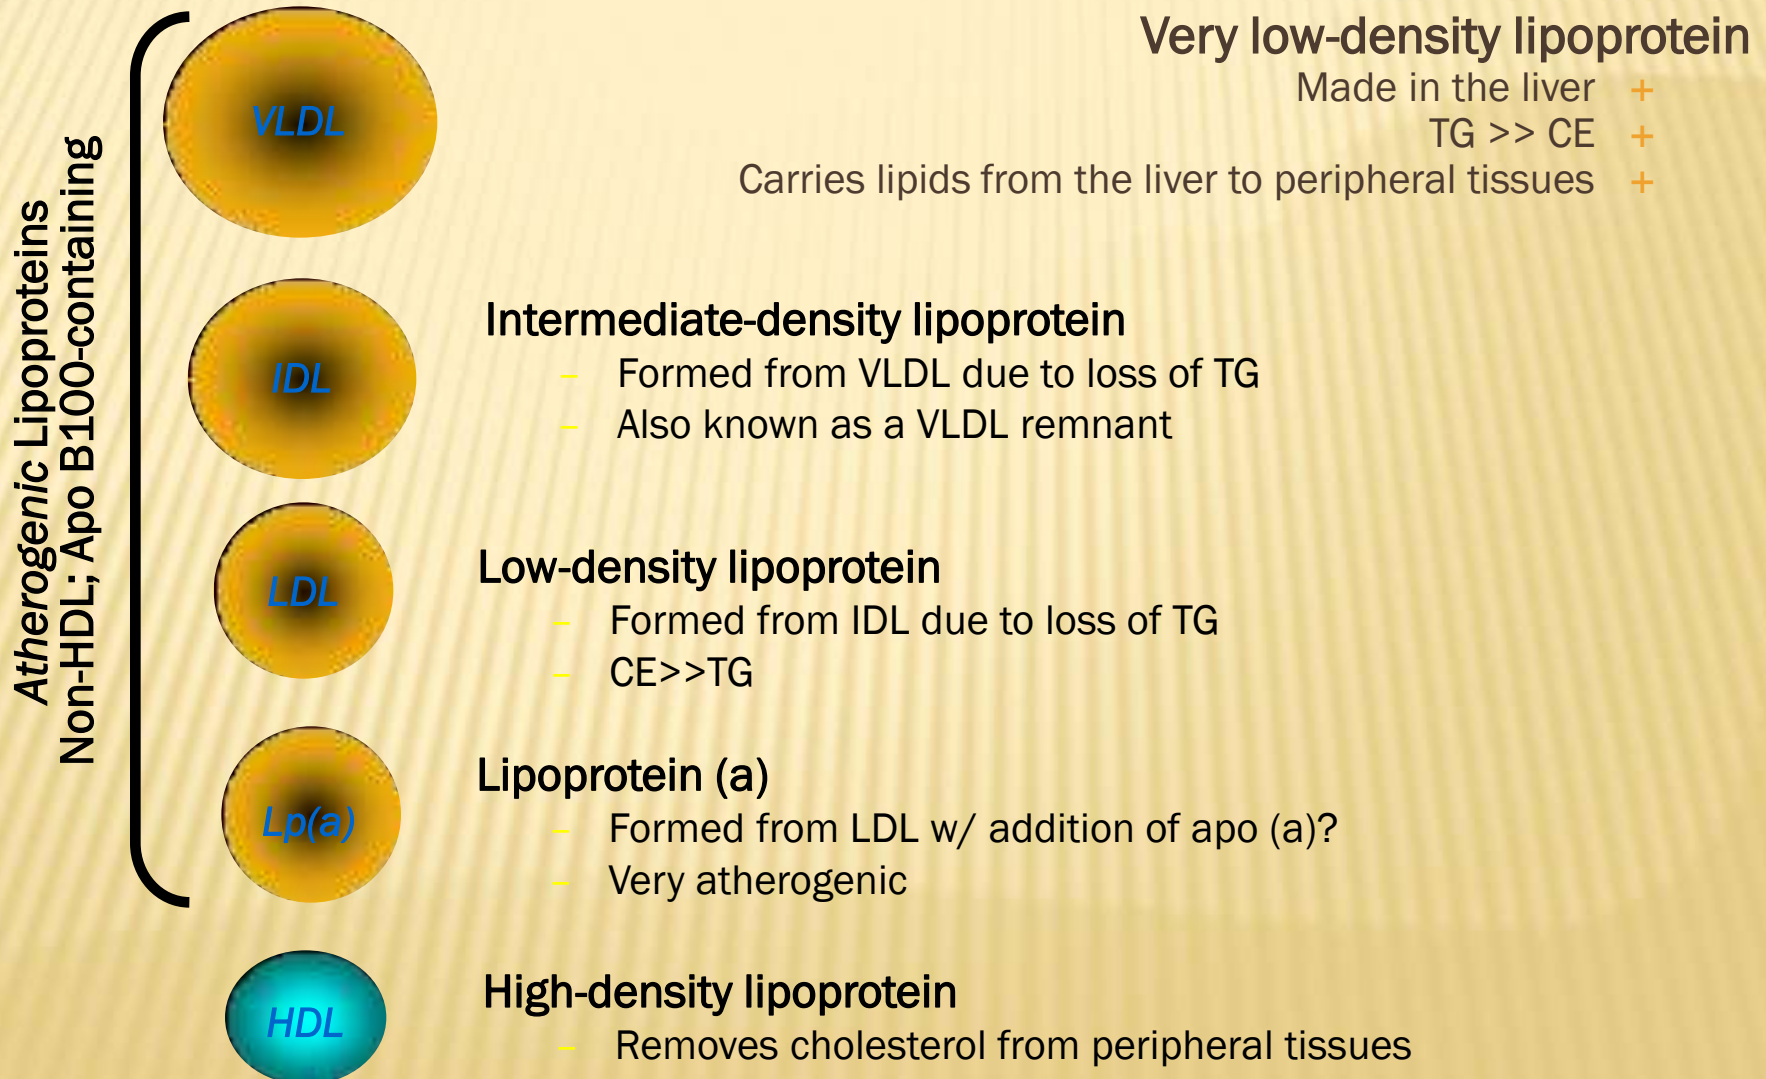 Atherogenic Lipoproteins
Non-HDL; Apo B100-containing
VLDL
Very low-density lipoprotein
Made in the liver +
TG >> CE +
Carries lipids from the liver to peripheral tissues +
IDL
Intermediate-density lipoprotein
– Formed from VLDL due to loss of TG
– Also known as a VLDL remnant
LDL
Low-density lipoprotein
– Formed from IDL due to loss of TG
– CE>>TG
Lp(a)
Lipoprotein (a)
– Formed from LDL w/ addition of apo (a)?
– Very atherogenic
HDL
High-density lipoprotein
– Removes cholesterol from peripheral tissues